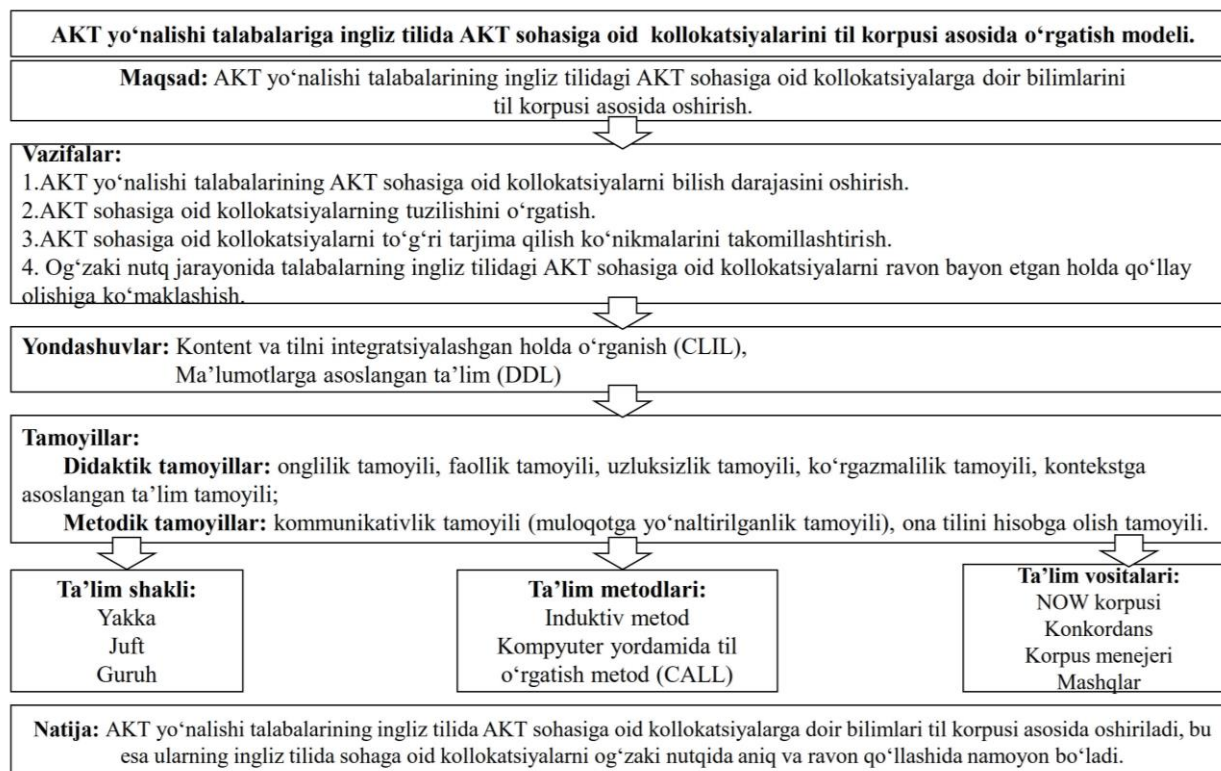 AKT yo‘nalishi talabalariga ingliz tilida AKT sohasiga oid kollokatsiyalarini til korpusi asosida o‘rgatish modeli.
Maqsad: AKT yo‘nalishi talabalarining ingliz tilidagi AKT sohasiga oid kollokatsiyalarga doir bilimlarini
til korpusi asosida oshirish.
Vazifalar:
1.AKT yo‘nalishi talabalarining AKT sohasiga oid kollokatsiyalarni bilish darajasini oshirish.
2.AKT sohasiga oid kollokatsiyalarning tuzilishini o‘rgatish.
3.AKT sohasiga oid kollokatsiyalarni to‘g‘ri tarjima qilish ko‘nikmalarini takomillashtirish.
4. Og‘zaki nutq jarayonida talabalarning ingliz tilidagi AKT sohasiga oid kollokatsiyalarni ravon bayon etgan holda qo‘llay
olishiga ko‘maklashish.
Yondashuvlar: Kontent va tilni integratsiyalashgan holda o‘rganish (CLIL),
Ma’lumotlarga asoslangan ta’lim (DDL)
Tamoyillar:
Didaktik tamoyillar: onglilik tamoyili, faollik tamoyili, uzluksizlik tamoyili, ko‘rgazmalilik tamoyili, kontekstga
asoslangan ta’lim tamoyili;
Metodik tamoyillar: kommunikativlik tamoyili (muloqotga yo‘naltirilganlik tamoyili), ona tilini hisobga olish tamoyili.
Ta’lim shakli:
Yakka
Juft
Guruh
Ta’lim metodlari:
Induktiv metod
Kompyuter yordamida til
o‘rgatish metod (CALL)
Ta’lim vositalari:
NOW korpusi
Konkordans
Korpus menejeri
Mashqlar
Natija: AKT yo‘nalishi talabalarining ingliz tilida AKT sohasiga oid kollokatsiyalarga doir bilimlari til korpusi asosida oshiriladi, bu
esa ularning ingliz tilida sohaga oid kollokatsiyalarni og‘zaki nutqida aniq va ravon qo‘llashida namoyon bo‘ladi.